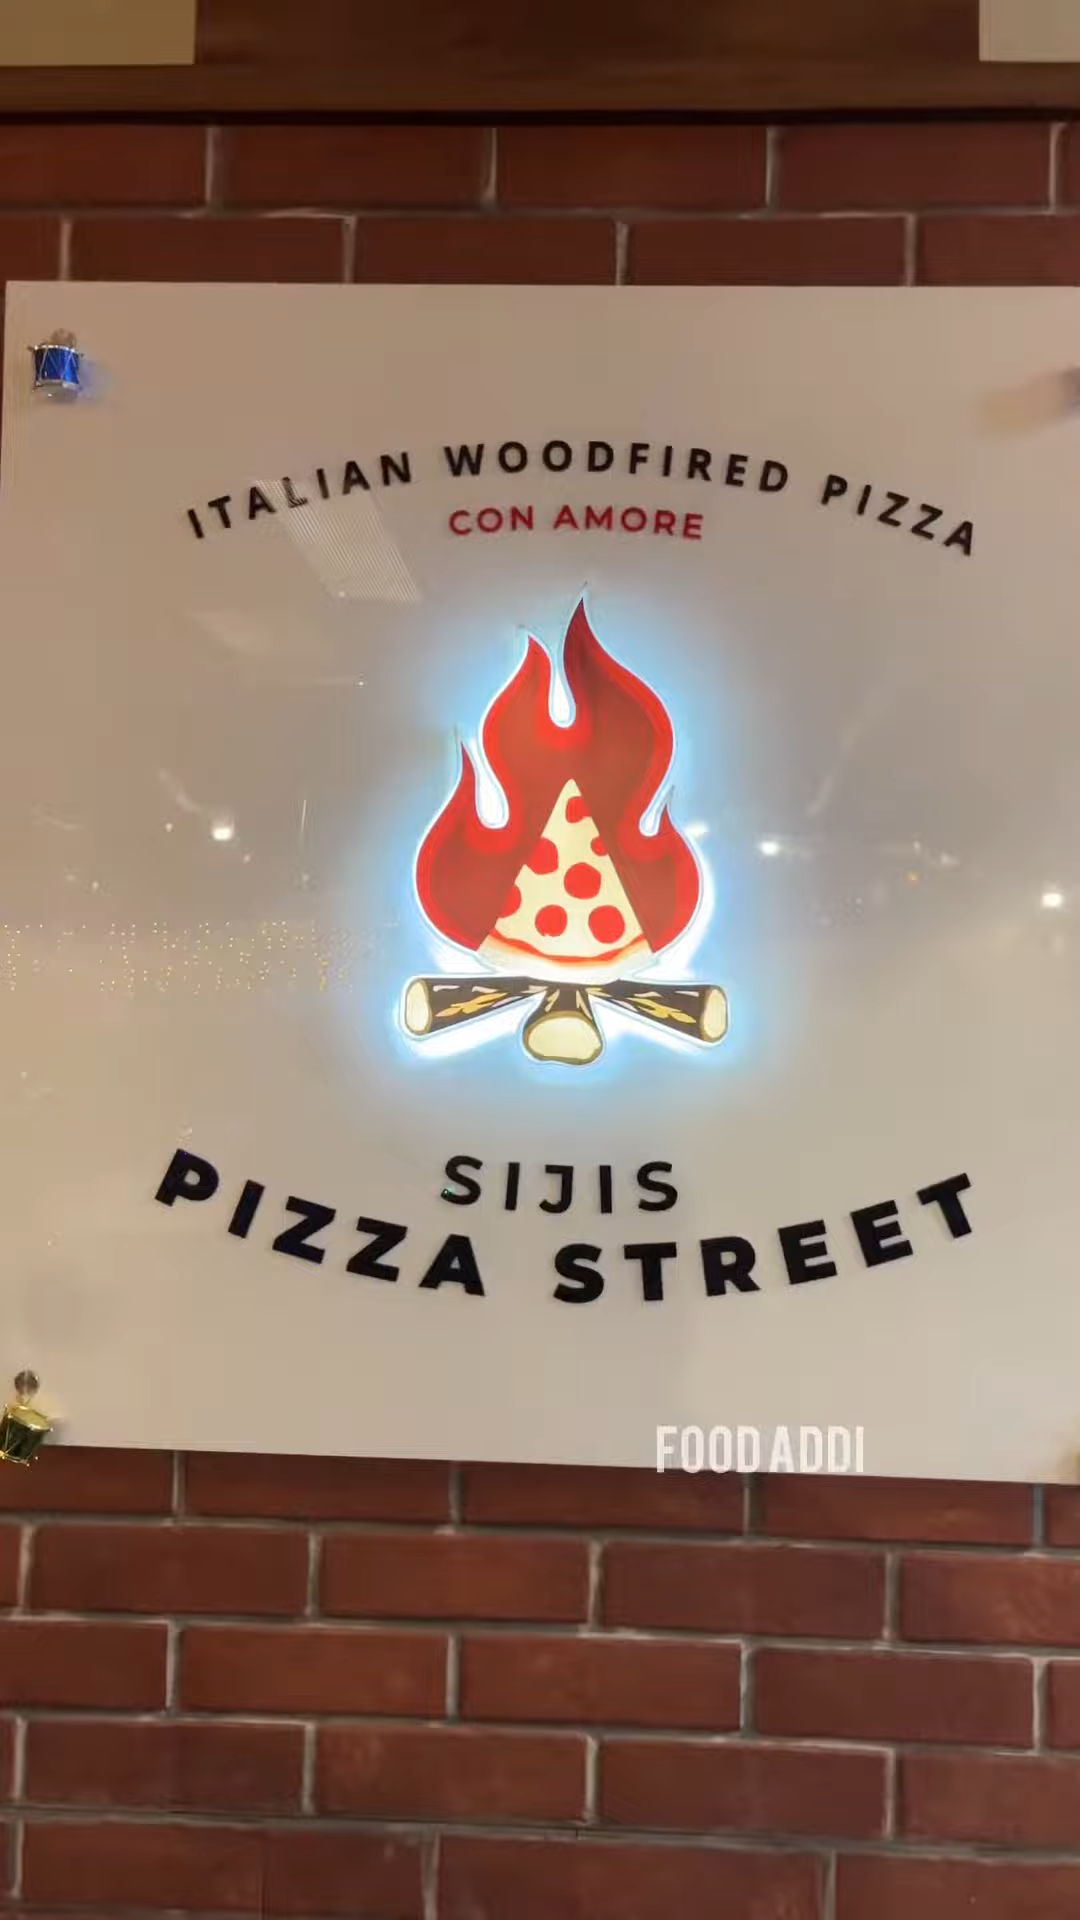 ITALIAN WOODFIRED PIZZA
CON AMORE
SIJIS
PIZZA STREET
FOOD ADDI